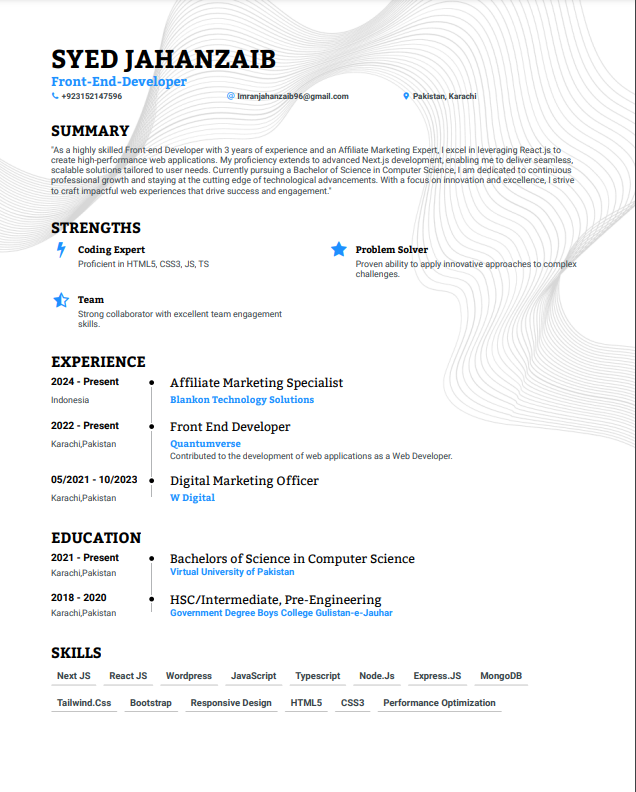 SYED JAHANZAIB
Front-End-Developer
+923152147596 @ Imranjahanzaib96@gmail.com Pakistan, Karachi
SUMMARY
"As a highly skilled Front-end Developer with 3 years of experience and an Affiliate Marketing Expert, I excel in leveraging React.js to
create high-performance web applications. My proficiency extends to advanced Next.js development, enabling me to deliver seamless,
scalable solutions tailored to user needs. Currently pursuing a Bachelor of Science in Computer Science, I am dedicated to continuous
professional growth and staying at the cutting edge of technological advancements. With a focus on innovation and excellence, I strive
to craft impactful web experiences that drive success and engagement."
STRENGTHS
Coding Expert
Proficient in HTML5, CSS3, JS, TS
Problem Solver
Proven ability to apply innovative approaches to complex
challenges.
Team
Strong collaborator with excellent team engagement
skills.
EXPERIENCE
2024 - Present Affiliate Marketing Specialist
Indonesia Blankon Technology Solutions
2022 - Present Front End Developer
Karachi,Pakistan Quantumverse
Contributed to the development of web applications as a Web Developer.
05/2021 - 10/2023 Digital Marketing Officer
Karachi,Pakistan W Digital
EDUCATION
2021 - Present Bachelors of Science in Computer Science
Karachi,Pakistan Virtual University of Pakistan
2018 - 2020 HSC/Intermediate, Pre-Engineering
Karachi,Pakistan Government Degree Boys College Gulistan-e-Jauhar
SKILLS
Next JS React JS Wordpress JavaScript Typescript Node.Js Express.JS MongoDB
Tailwind.Css Bootstrap Responsive Design HTML5 CSS3 Performance Optimization